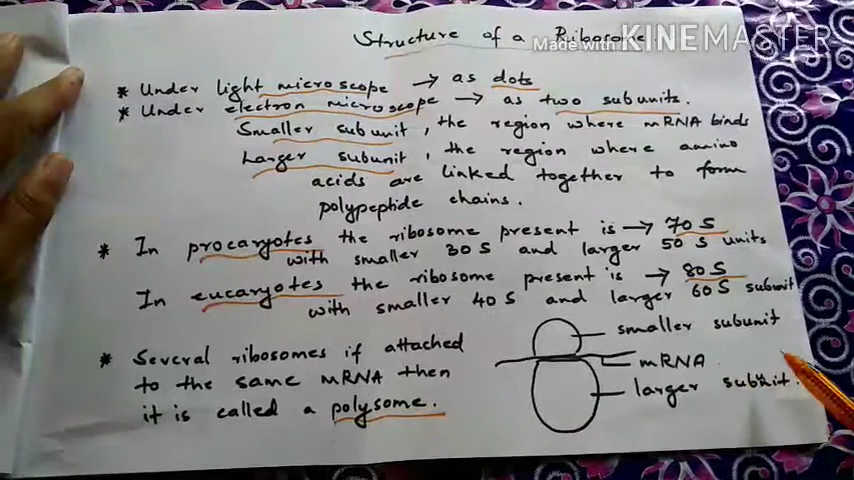 Structure of a Ribosome
Made with KINEMASTER
* Under light microscope → as dots
* Under electron microscope → as two subunits.
Smaller subunit, the region where mRNA binds
Larger subunit, the region where amino
acids are linked together to form
polypeptide chains.
* In procaryotes the ribosome present is → 70 S
with smaller 30 S and larger 50 S units
In eucaryotes the ribosome present is → 80 S
with smaller 40 S and larger 60 S subunit
* Several ribosomes if attached
to the same mRNA then
it is called a polysome.
smaller subunit
mRNA
larger subunit.